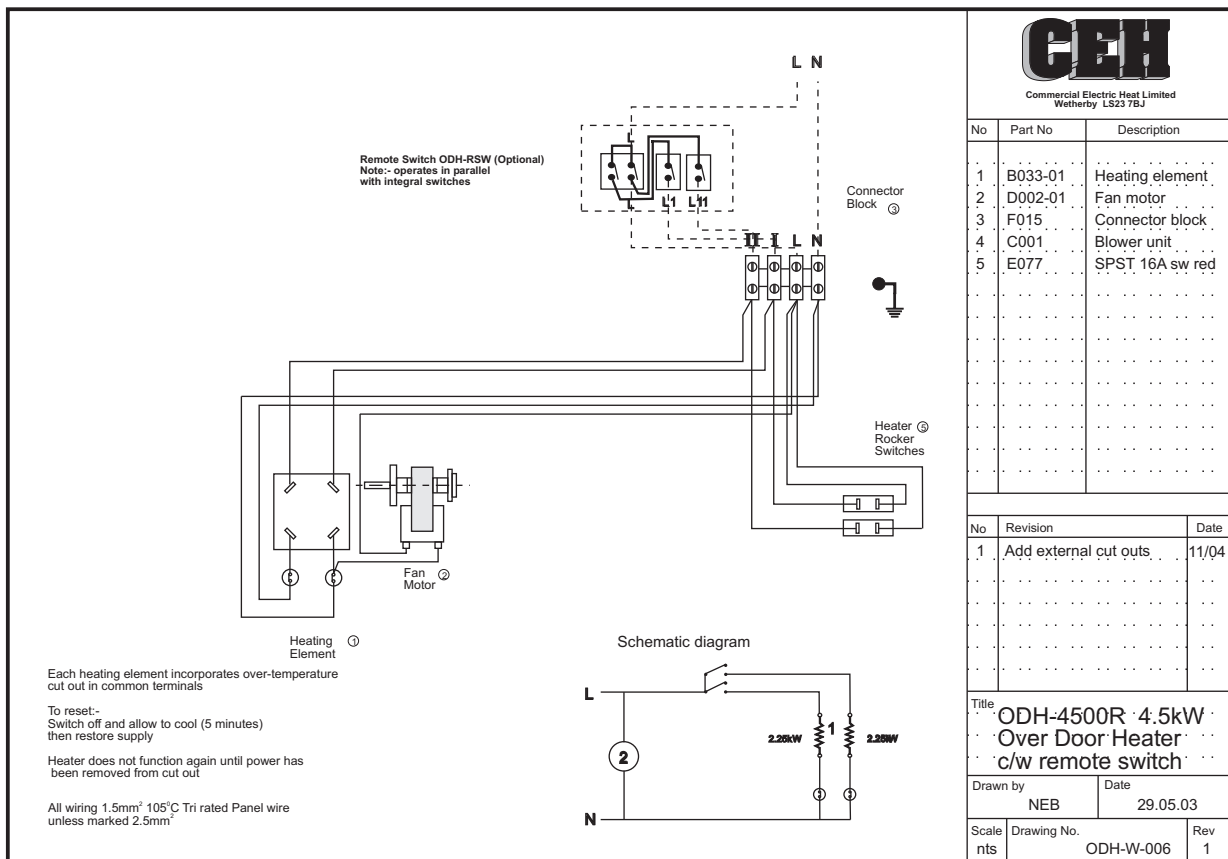 L N
Remote Switch ODH-RSW (Optional)
Note:- operates in parallel
with integral switches
L
L
L1
L11
Connector
Block ③
II I L N
Heater ⑤
Rocker
Switches
Fan ②
Motor
Heating ①
Element
Each heating element incorporates over-temperature
cut out in common terminals
To reset:-
Switch off and allow to cool (5 minutes)
then restore supply
Heater does not function again until power has
been removed from cut out
All wiring 1.5mm² 105°C Tri rated Panel wire
unless marked 2.5mm²
Schematic diagram
L
2
2.25kW
1
2.25kW
N
CEH
Commercial Electric Heat Limited
Wetherby LS23 7BJ
No Part No Description
1 B033-01 Heating element
2 D002-01 Fan motor
3 F015 Connector block
4 C001 Blower unit
5 E077 SPST 16A sw red
No Revision Date
1 Add external cut outs 11/04
Title
ODH-4500R 4.5kW
Over Door Heater
c/w remote switch
Drawn by Date
NEB 29.05.03
Scale Drawing No. Rev
nts ODH-W-006 1